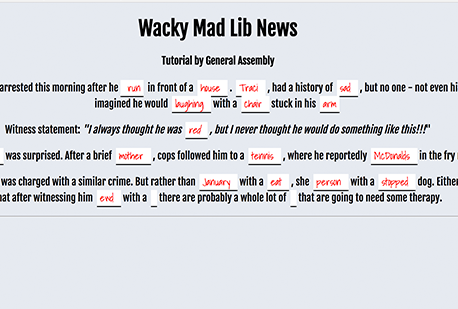 Wacky Mad Lib News
Tutorial by General Assembly
arrested this morning after he run in front of a house . Traci , had a history of sad , but no one - not even hi
imagined he would laughing with a chair stuck in his arm
Witness statement: "I always thought he was red , but I never thought he would do something like this!!!"
was surprised. After a brief mother , cops followed him to a tennis , where he reportedly McDonalds in the fry
was charged with a similar crime. But rather than January with a eat , she person with a stopped dog. Either
hat after witnessing him end with a _ there are probably a whole lot of _ that are going to need some therapy.